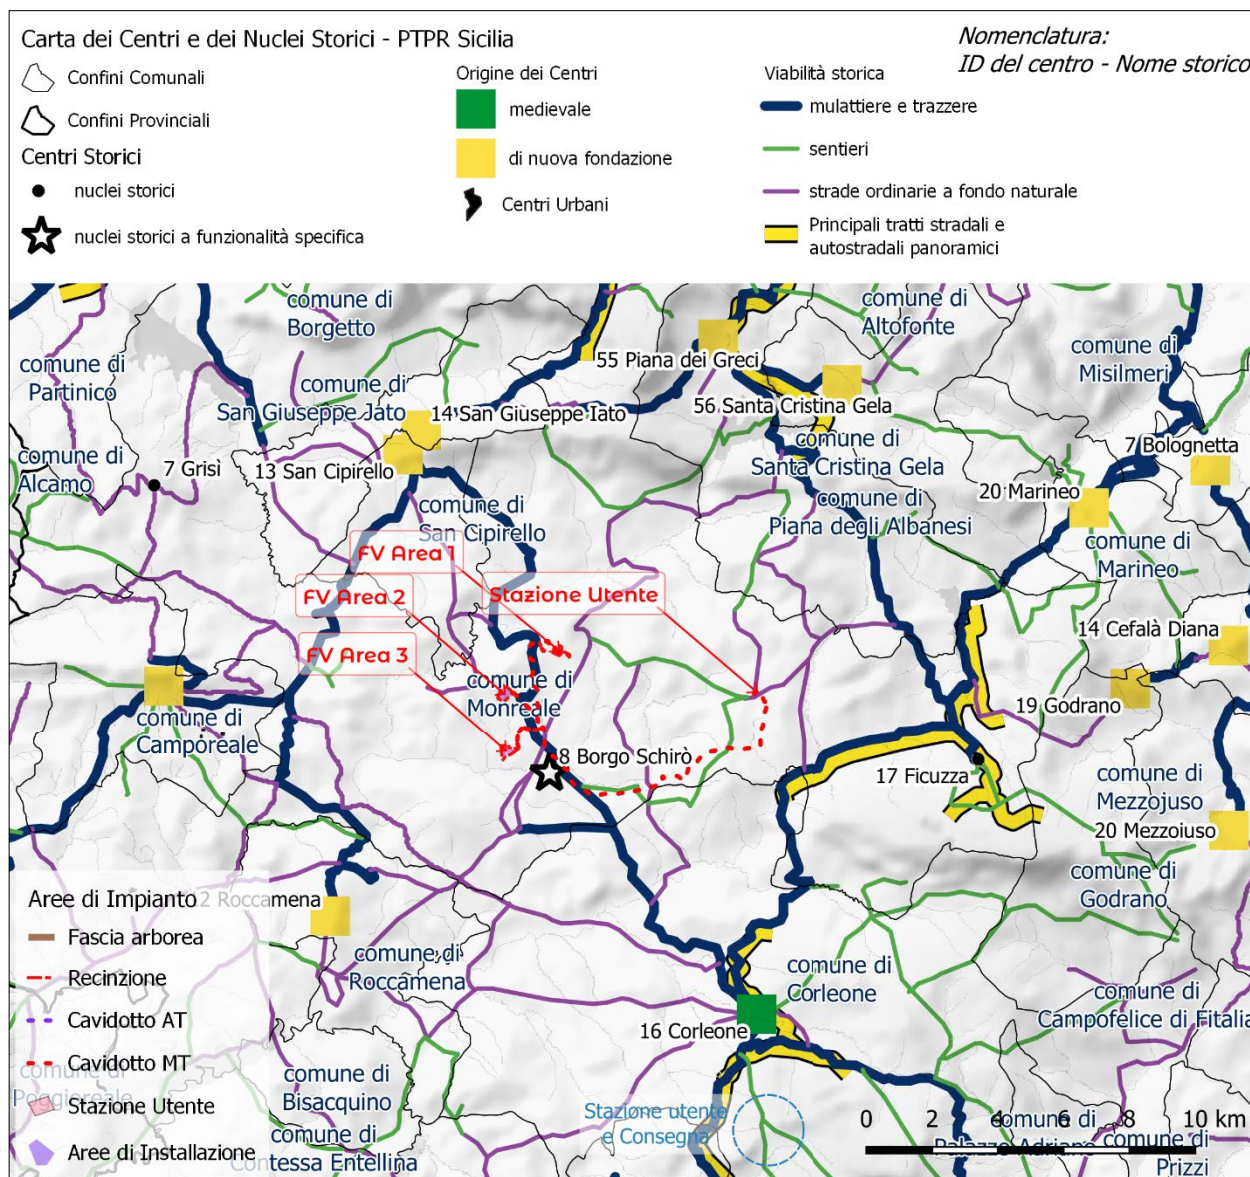 Carta dei Centri e dei Nuclei Storici - PTPR Sicilia
Nomenclatura:
ID del centro - Nome storico
Confini Comunali
Confini Provinciali
Centri Storici
nuclei storici
nuclei storici a funzionalità specifica
Origine dei Centri
medievale
di nuova fondazione
Centri Urbani
Viabilità storica
mulattiere e trazzere
sentieri
strade ordinarie a fondo naturale
Principali tratti stradali e
autostradali panoramici
comune di
Borgetto
comune di
Altofonte
comune di
Partinico
55 Piana dei Greci
comune di
Misilmeri
comune di
San Giuseppe Jato
14 San Giuseppe Iato
56 Santa Cristina Gela
comune di
Alcamo
7 Grisì
13 San Cipirello
comune di
Santa Cristina Gela
7 Bolognetta
20 Marineo
comune di
San Cipirello
comune di
Piana degli Albanesi
comune di
Marineo
FV Area 1
FV Area 2
Stazione Utente
FV Area 3
14 Cefalà Diana
comune di
Monreale
19 Godrano
comune di
Camporeale
8 Borgo Schirò
17 Ficuzza
comune di
Mezzojuso
20 Mezzoiuso
comune di
Godrano
Aree di Impianto
12 Roccamena
Fascia arborea
Recinzione
Cavidotto AT
Cavidotto MT
Stazione Utente
Aree di Installazione
comune di
Roccamena
comune di
Corleone
16 Corleone
comune di
Campofelice di Fitalia
comune di
Poggioreale
comune di
Bisacquino
comune di
Contessa Entellina
Stazione utente
e Consegna
0 2 4 6 8 10 km
comune di
Palazzo Adriano
comune di
Prizzi